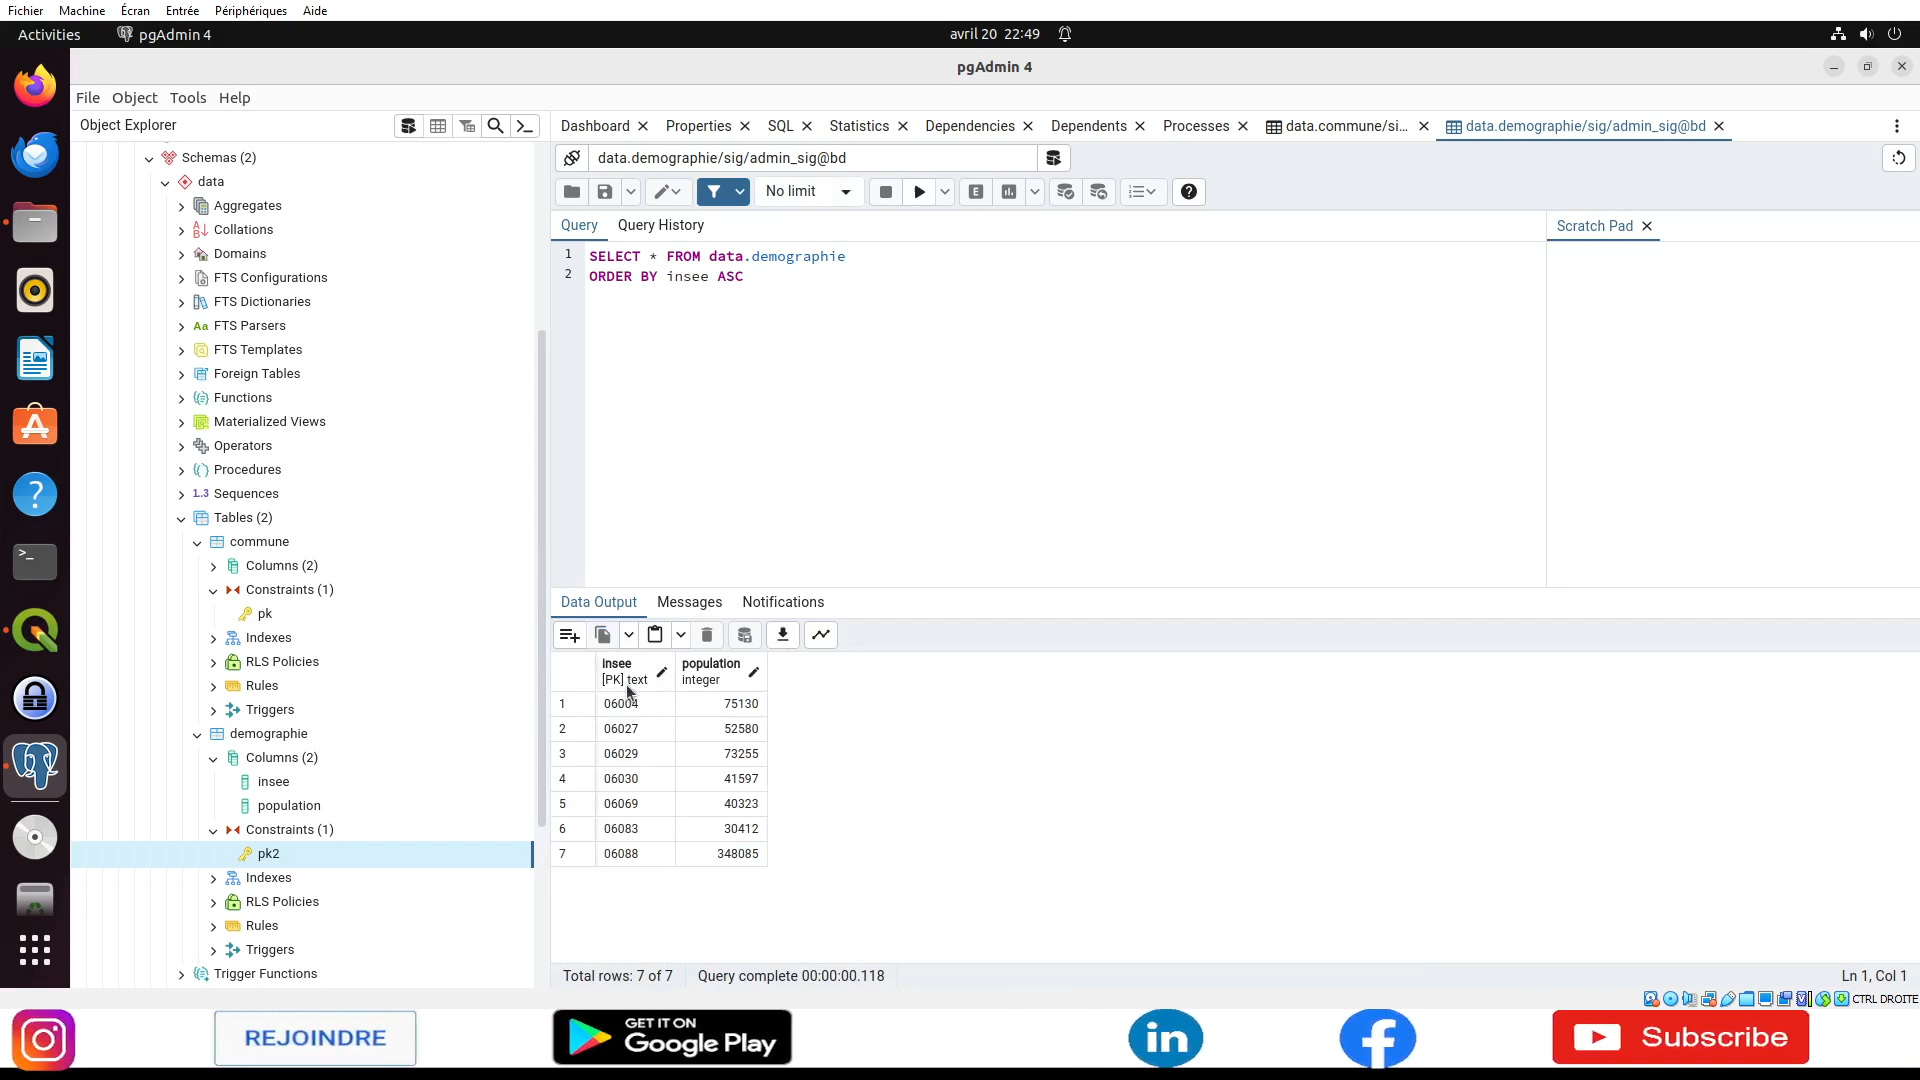 Fichier Machine Écran Entrée Périphériques Aide
Activities pgAdmin 4 avril 20 22:49
pgAdmin 4
File Object Tools Help
Object Explorer
Dashboard Properties SQL Statistics Dependencies Dependents Processes data.commune/si... data.demographie/sig/admin_sig@bd
data.demographie/sig/admin_sig@bd
No limit
Query Query History
Scratch Pad
1 SELECT * FROM data.demographie
2 ORDER BY insee ASC
Schemas (2)
data
Aggregates
Collations
Domains
FTS Configurations
FTS Dictionaries
Aa FTS Parsers
FTS Templates
Foreign Tables
Functions
Materialized Views
Operators
Procedures
1.3 Sequences
Tables (2)
commune
Columns (2)
Constraints (1)
pk
Indexes
RLS Policies
Rules
Triggers
demographie
Columns (2)
insee
population
Constraints (1)
pk2
Indexes
RLS Policies
Rules
Triggers
Trigger Functions
Data Output Messages Notifications
insee population
[PK] text integer
1 06004 75130
2 06027 52580
3 06029 73255
4 06030 41597
5 06069 40323
6 06083 30412
7 06088 348085
Total rows: 7 of 7 Query complete 00:00:00.118 Ln 1, Col 1
CTRL DROITE
REJOINDRE
GET IT ON
Google Play
in
Subscribe